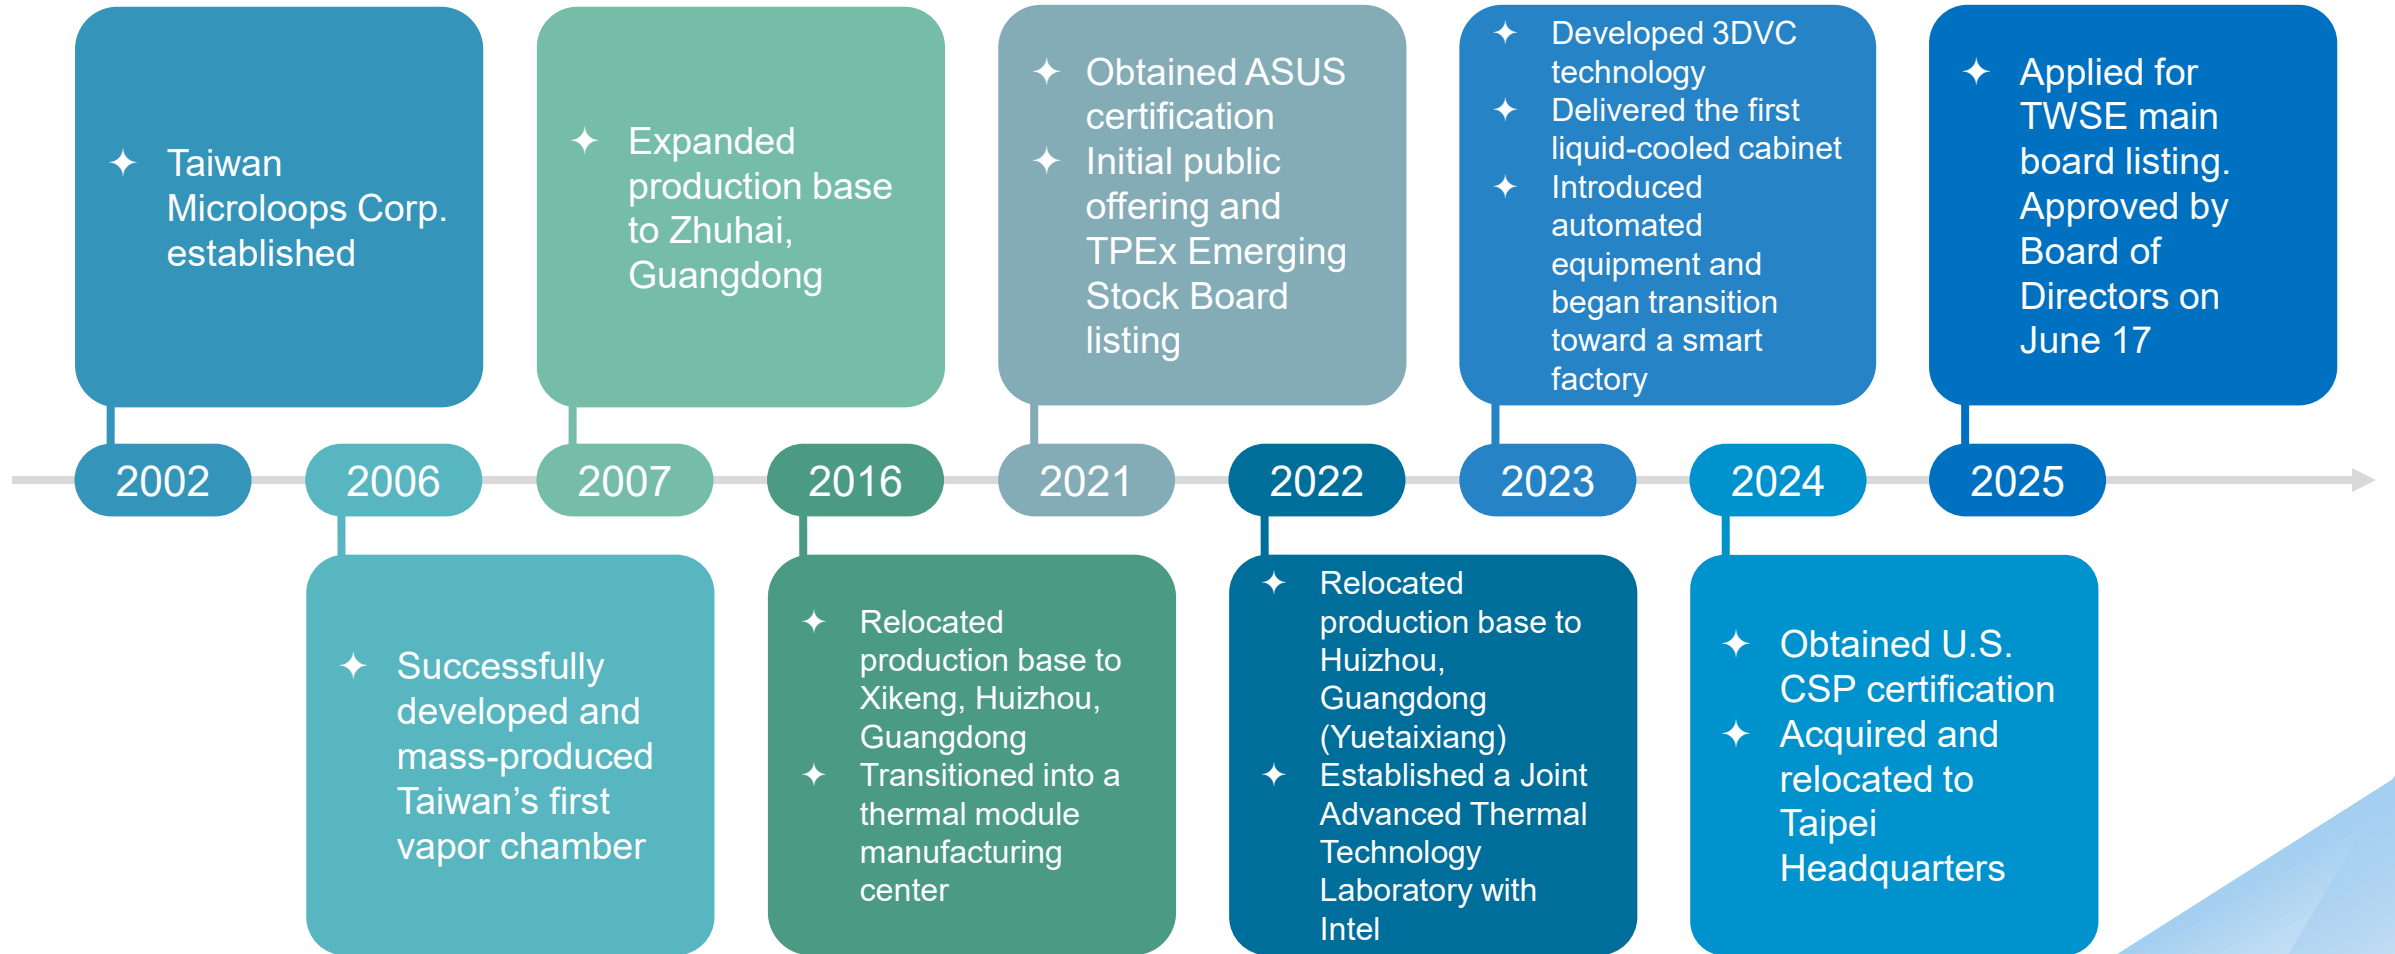 Taiwan
Microloops Corp.
established
Expanded
production base
to Zhuhai,
Guangdong
Obtained ASUS
certification
Initial public
offering and
TPEx Emerging
Stock Board
listing
Developed 3DVC
technology
Delivered the first
liquid-cooled cabinet
Introduced
automated
equipment and
began transition
toward a smart
factory
Applied for
TWSE main
board listing.
Approved by
Board of
Directors on
June 17
2002
2006
2007
2016
2021
2022
2023
2024
2025
Successfully
developed and
mass-produced
Taiwan’s first
vapor chamber
Relocated
production base to
Xikeng, Huizhou,
Guangdong
Transitioned into a
thermal module
manufacturing
center
Relocated
production base to
Huizhou,
Guangdong
(Yuetaixiang)
Established a Joint
Advanced Thermal
Technology
Laboratory with
Intel
Obtained U.S.
CSP certification
Acquired and
relocated to
Taipei
Headquarters